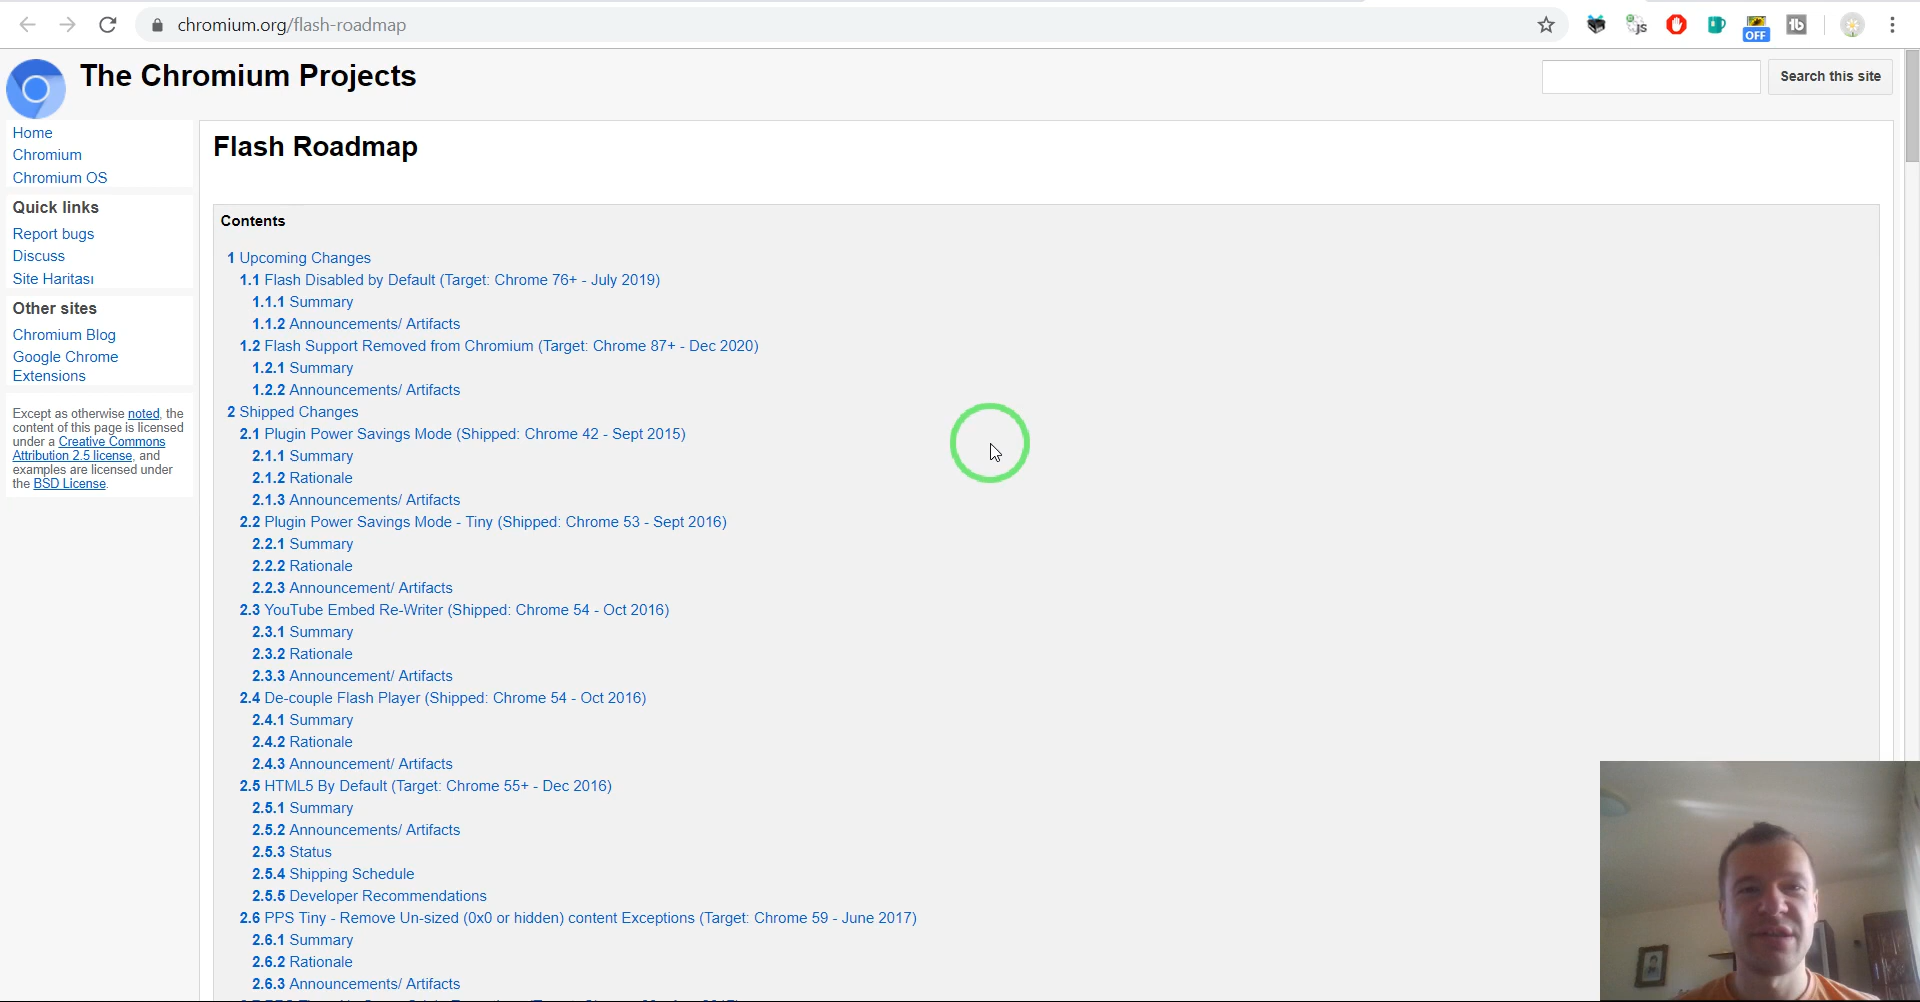 chromium.org/flash-roadmap
JS
OFF
The Chromium Projects
Search this site
Home
Chromium
Chromium OS
Quick links
Report bugs
Discuss
Site Haritası
Other sites
Chromium Blog
Google Chrome
Extensions
Except as otherwise noted, the
content of this page is licensed
under a Creative Commons
Attribution 2.5 license, and
examples are licensed under
the BSD License.
Flash Roadmap
Contents
1 Upcoming Changes
1.1 Flash Disabled by Default (Target: Chrome 76+ - July 2019)
1.1.1 Summary
1.1.2 Announcements/ Artifacts
1.2 Flash Support Removed from Chromium (Target: Chrome 87+ - Dec 2020)
1.2.1 Summary
1.2.2 Announcements/ Artifacts
2 Shipped Changes
2.1 Plugin Power Savings Mode (Shipped: Chrome 42 - Sept 2015)
2.1.1 Summary
2.1.2 Rationale
2.1.3 Announcements/ Artifacts
2.2 Plugin Power Savings Mode - Tiny (Shipped: Chrome 53 - Sept 2016)
2.2.1 Summary
2.2.2 Rationale
2.2.3 Announcement/ Artifacts
2.3 YouTube Embed Re-Writer (Shipped: Chrome 54 - Oct 2016)
2.3.1 Summary
2.3.2 Rationale
2.3.3 Announcement/ Artifacts
2.4 De-couple Flash Player (Shipped: Chrome 54 - Oct 2016)
2.4.1 Summary
2.4.2 Rationale
2.4.3 Announcement/ Artifacts
2.5 HTML5 By Default (Target: Chrome 55+ - Dec 2016)
2.5.1 Summary
2.5.2 Announcements/ Artifacts
2.5.3 Status
2.5.4 Shipping Schedule
2.5.5 Developer Recommendations
2.6 PPS Tiny - Remove Un-sized (0x0 or hidden) content Exceptions (Target: Chrome 59 - June 2017)
2.6.1 Summary
2.6.2 Rationale
2.6.3 Announcements/ Artifacts